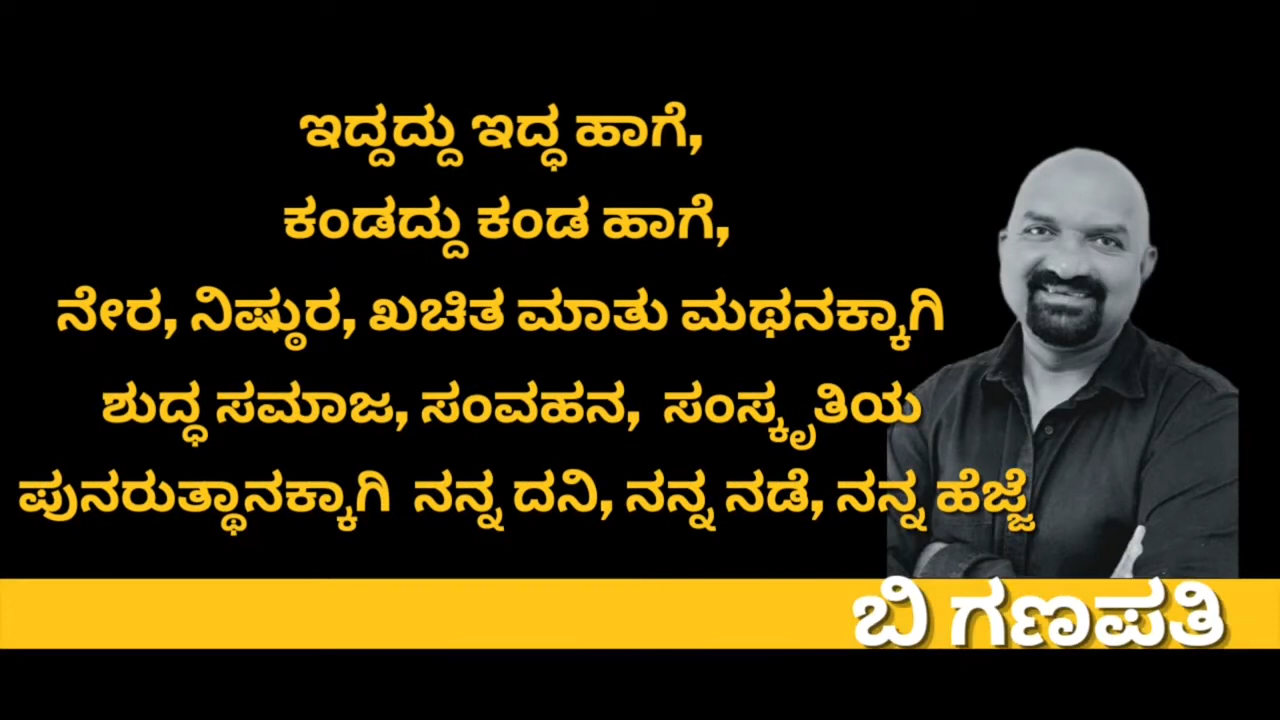 ಇದ್ದದ್ದು ಇದ್ಧ ಹಾಗೆ,
ಕಂಡದ್ದು ಕಂಡ ಹಾಗೆ,
ನೇರ, ನಿಷ್ಠುರ, ಖಚಿತ ಮಾತು ಮಥನಕ್ಕಾಗಿ
ಶುದ್ಧ ಸಮಾಜ, ಸಂವಹನ, ಸಂಸ್ಕೃತಿಯ
ಪುನರುತ್ಥಾನಕ್ಕಾಗಿ ನನ್ನ ದನಿ, ನನ್ನ ನಡೆ, ನನ್ನ ಹೆಜ್ಜೆ
ಬಿ ಗಣಪತಿ